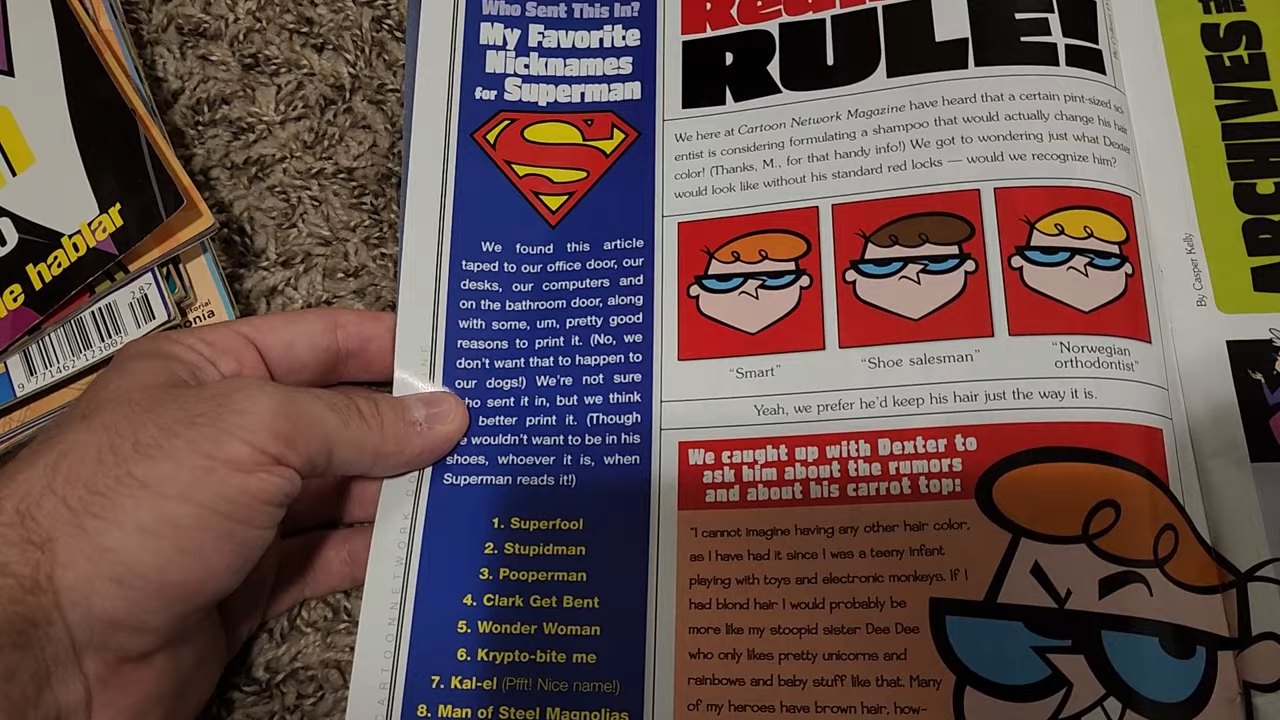 e hablar
28>
9 771462 123002
Who Sent This In?
My Favorite
Nicknames
for Superman
S
We found this article
taped to our office door, our
desks, our computers and
on the bathroom door, along
with some, um, pretty good
reasons to print it. (No, we
don't want that to happen to
our dogs!) We're not sure
who sent it in, but we think
better print it. (Though
wouldn't want to be in his
shoes, whoever it is, when
Superman reads it!)
1. Superfool
2. Stupidman
3. Pooperman
4. Clark Get Bent
5. Wonder Woman
6. Krypto-bite me
7. Kal-el (Pfft! Nice name!)
8. Man of Steel Magnolias
RULE!
We here at Cartoon Network Magazine have heard that a certain pint-sized sci-
entist is considering formulating a shampoo that would actually change his hair
color! (Thanks, M., for that handy info!) We got to wondering just what Dexter
would look like without his standard red locks — would we recognize him?
"Smart"
"Shoe salesman"
"Norwegian
orthodontist"
Yeah, we prefer he'd keep his hair just the way it is.
We caught up with Dexter to
ask him about the rumors
and about his carrot top:
"I cannot imagine having any other hair color,
as I have had it since I was a teeny infant
playing with toys and electronic monkeys. If I
had blond hair I would probably be
more like my stoopid sister Dee Dee
who only likes pretty unicorns and
rainbows and baby stuff like that. Many
of my heroes have brown hair, how-
THE
ARCHIVES
By Casper Kelly